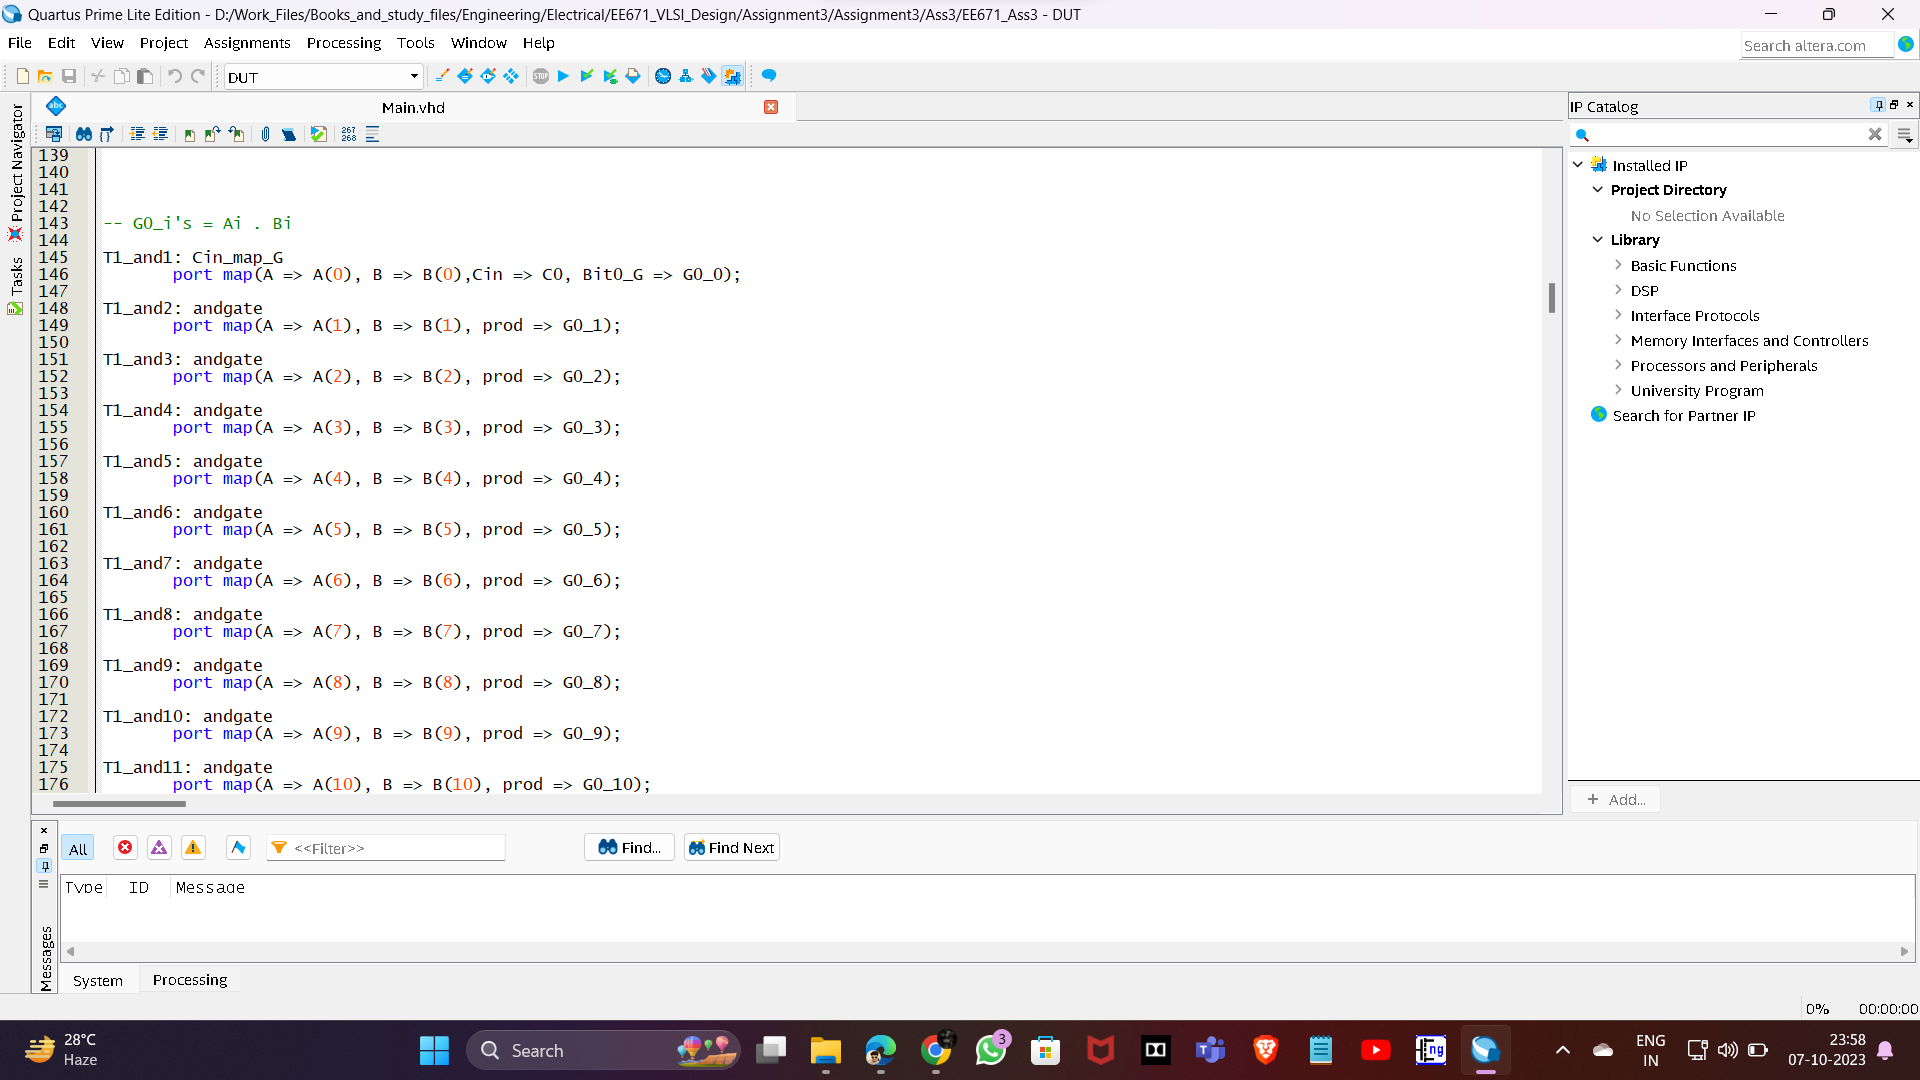 Quartus Prime Lite Edition - D:/Work_Files/Books_and_study_files/Engineering/Electrical/EE671_VLSI_Design/Assignment3/Assignment3/Ass3/EE671_Ass3 - DUT
File Edit View Project Assignments Processing Tools Window Help
Search altera.com
DUT
STOP
abc
Main.vhd
IP Catalog
267
268
Project Navigator
Tasks
139
140
141
142
143 -- G0_i's = Ai . Bi
144
145 T1_and1: Cin_map_G
146 port map(A => A(0), B => B(0),Cin => C0, Bit0_G => G0_0);
147
148 T1_and2: andgate
149 port map(A => A(1), B => B(1), prod => G0_1);
150
151 T1_and3: andgate
152 port map(A => A(2), B => B(2), prod => G0_2);
153
154 T1_and4: andgate
155 port map(A => A(3), B => B(3), prod => G0_3);
156
157 T1_and5: andgate
158 port map(A => A(4), B => B(4), prod => G0_4);
159
160 T1_and6: andgate
161 port map(A => A(5), B => B(5), prod => G0_5);
162
163 T1_and7: andgate
164 port map(A => A(6), B => B(6), prod => G0_6);
165
166 T1_and8: andgate
167 port map(A => A(7), B => B(7), prod => G0_7);
168
169 T1_and9: andgate
170 port map(A => A(8), B => B(8), prod => G0_8);
171
172 T1_and10: andgate
173 port map(A => A(9), B => B(9), prod => G0_9);
174
175 T1_and11: andgate
176 port map(A => A(10), B => B(10), prod => G0_10);
Installed IP
Project Directory
No Selection Available
Library
Basic Functions
DSP
Interface Protocols
Memory Interfaces and Controllers
Processors and Peripherals
University Program
Search for Partner IP
+ Add...
All <<Filter>> Find... Find Next
Type ID Message
Messages
System Processing
0% 00:00:00
28°C
Haze
Search
3
ng
ENG
IN
23:58
07-10-2023